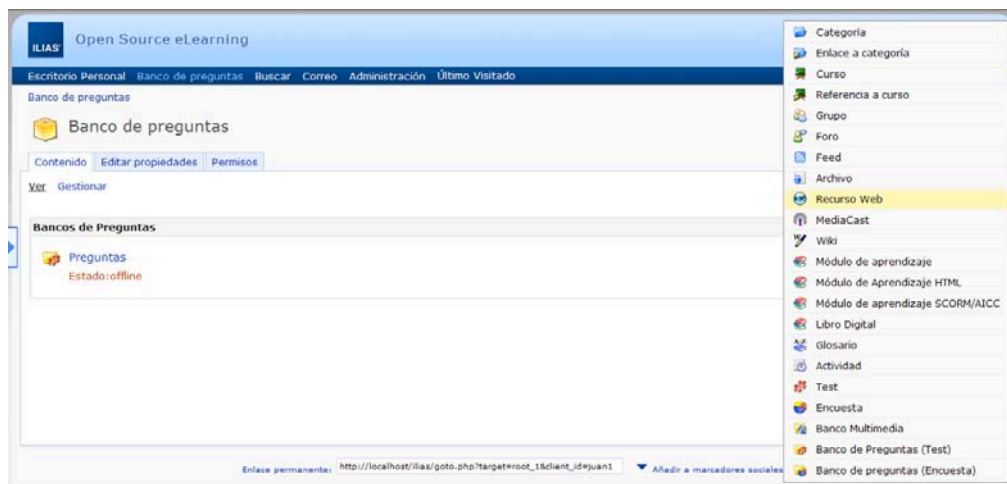 ILIAS
Open Source eLearning
Escritorio Personal Banco de preguntas Buscar Correo Administración Último Visitado
Banco de preguntas
Banco de preguntas
Contenido Editar propiedades Permisos
Ver Gestionar
Bancos de Preguntas
Preguntas
Estado:offline
Enlace permanente: http://localhost/ilias/goto.php?target=root_1&client_id=juan1 Añadir a marcadores sociales
Categoría
Enlace a categoría
Curso
Referencia a curso
Grupo
Foro
Feed
Archivo
Recurso Web
MediaCast
Wiki
Módulo de aprendizaje
Módulo de Aprendizaje HTML
Módulo de aprendizaje SCORM/AICC
Libro Digital
Glosario
Actividad
Test
Encuesta
Banco Multimedia
Banco de Preguntas (Test)
Banco de preguntas (Encuesta)